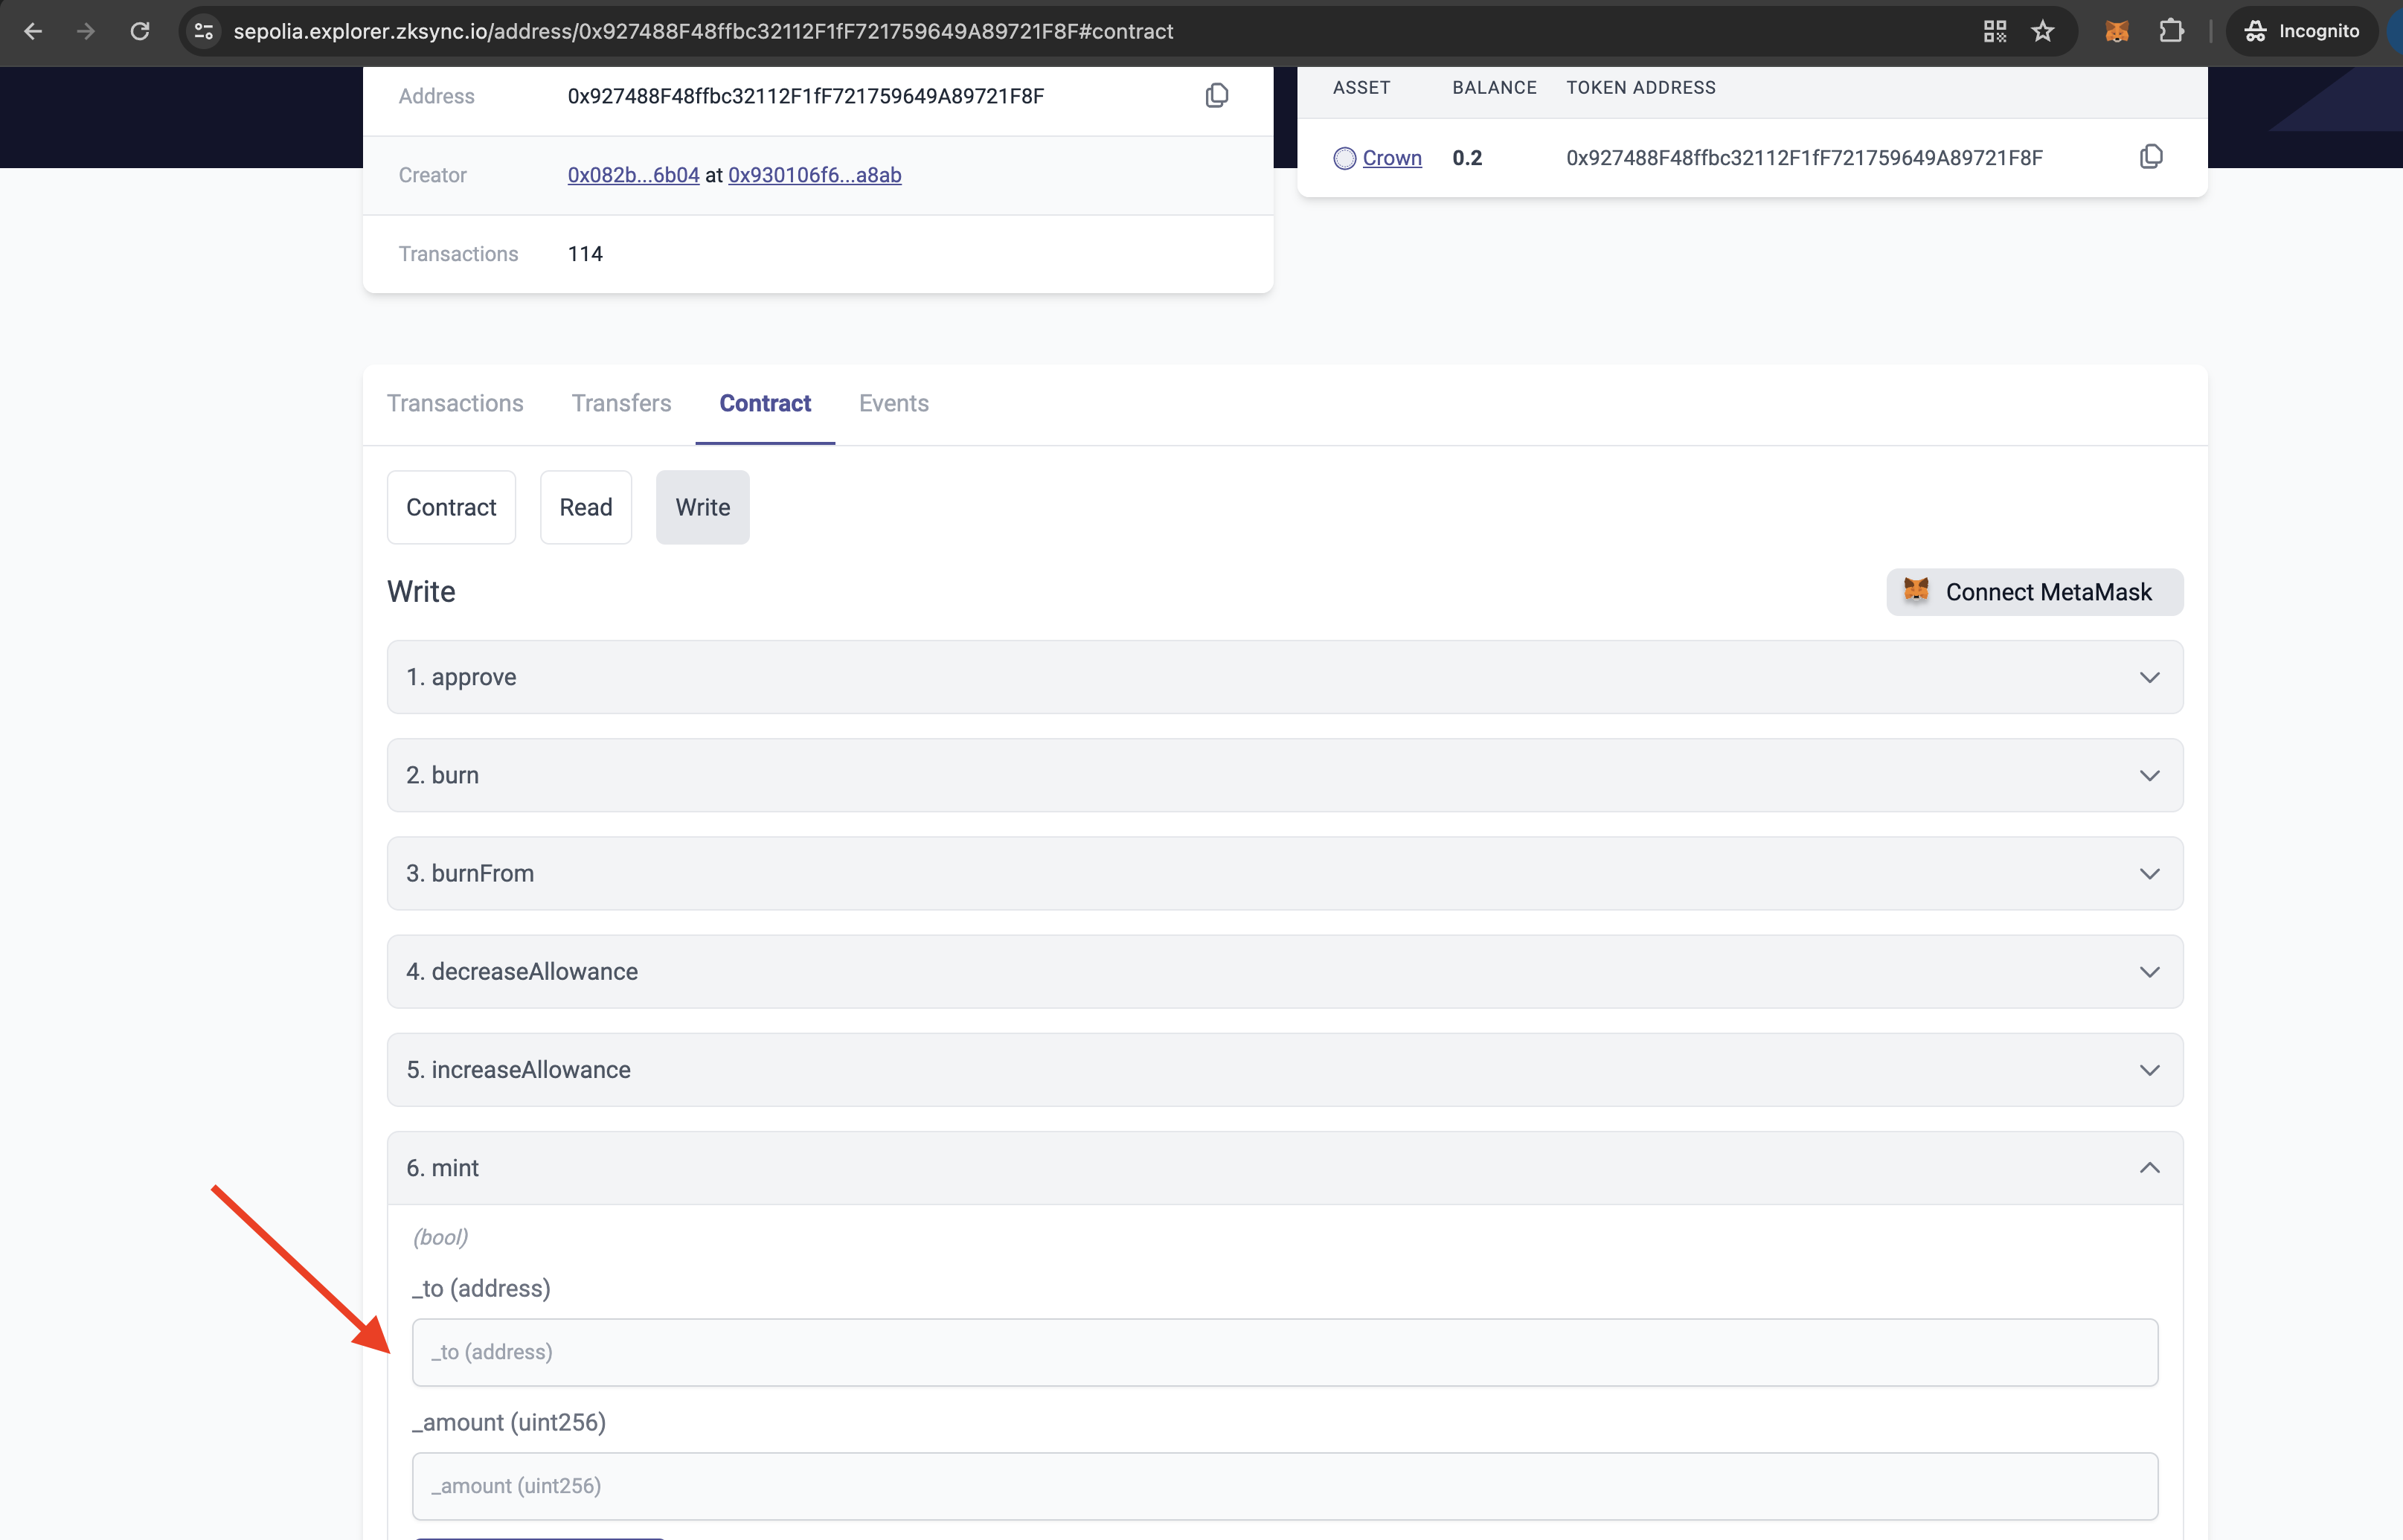 sepolia.explorer.zksync.io/address/0x927488F48ffbc32112F1fF721759649A89721F8F#contract
Incognito
Address 0x927488F48ffbc32112F1fF721759649A89721F8F
Creator 0x082b...6b04 at 0x930106f6...a8ab
Transactions 114
ASSET BALANCE TOKEN ADDRESS
Crown 0.2 0x927488F48ffbc32112F1fF721759649A89721F8F
Transactions Transfers Contract Events
Contract Read Write
Write
Connect MetaMask
1. approve
2. burn
3. burnFrom
4. decreaseAllowance
5. increaseAllowance
6. mint
(bool)
_to (address)
_to (address)
_amount (uint256)
_amount (uint256)